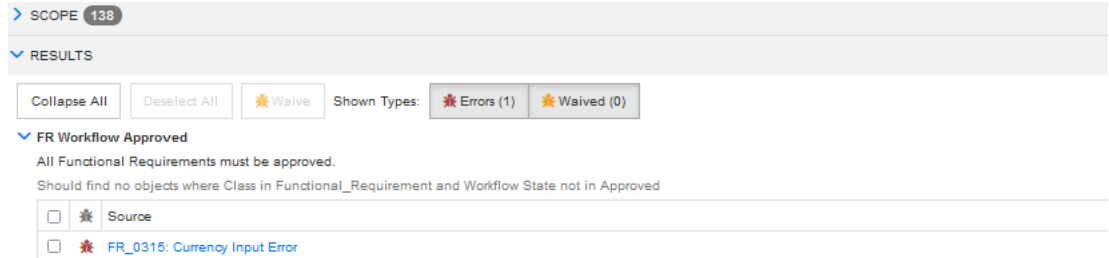 SCOPE 138
RESULTS
Collapse All Deselect All Waive Shown Types: Errors (1) Waived (0)
FR Workflow Approved
All Functional Requirements must be approved.
Should find no objects where Class in Functional_Requirement and Workflow State not in Approved
Source
FR_0315: Currency Input Error